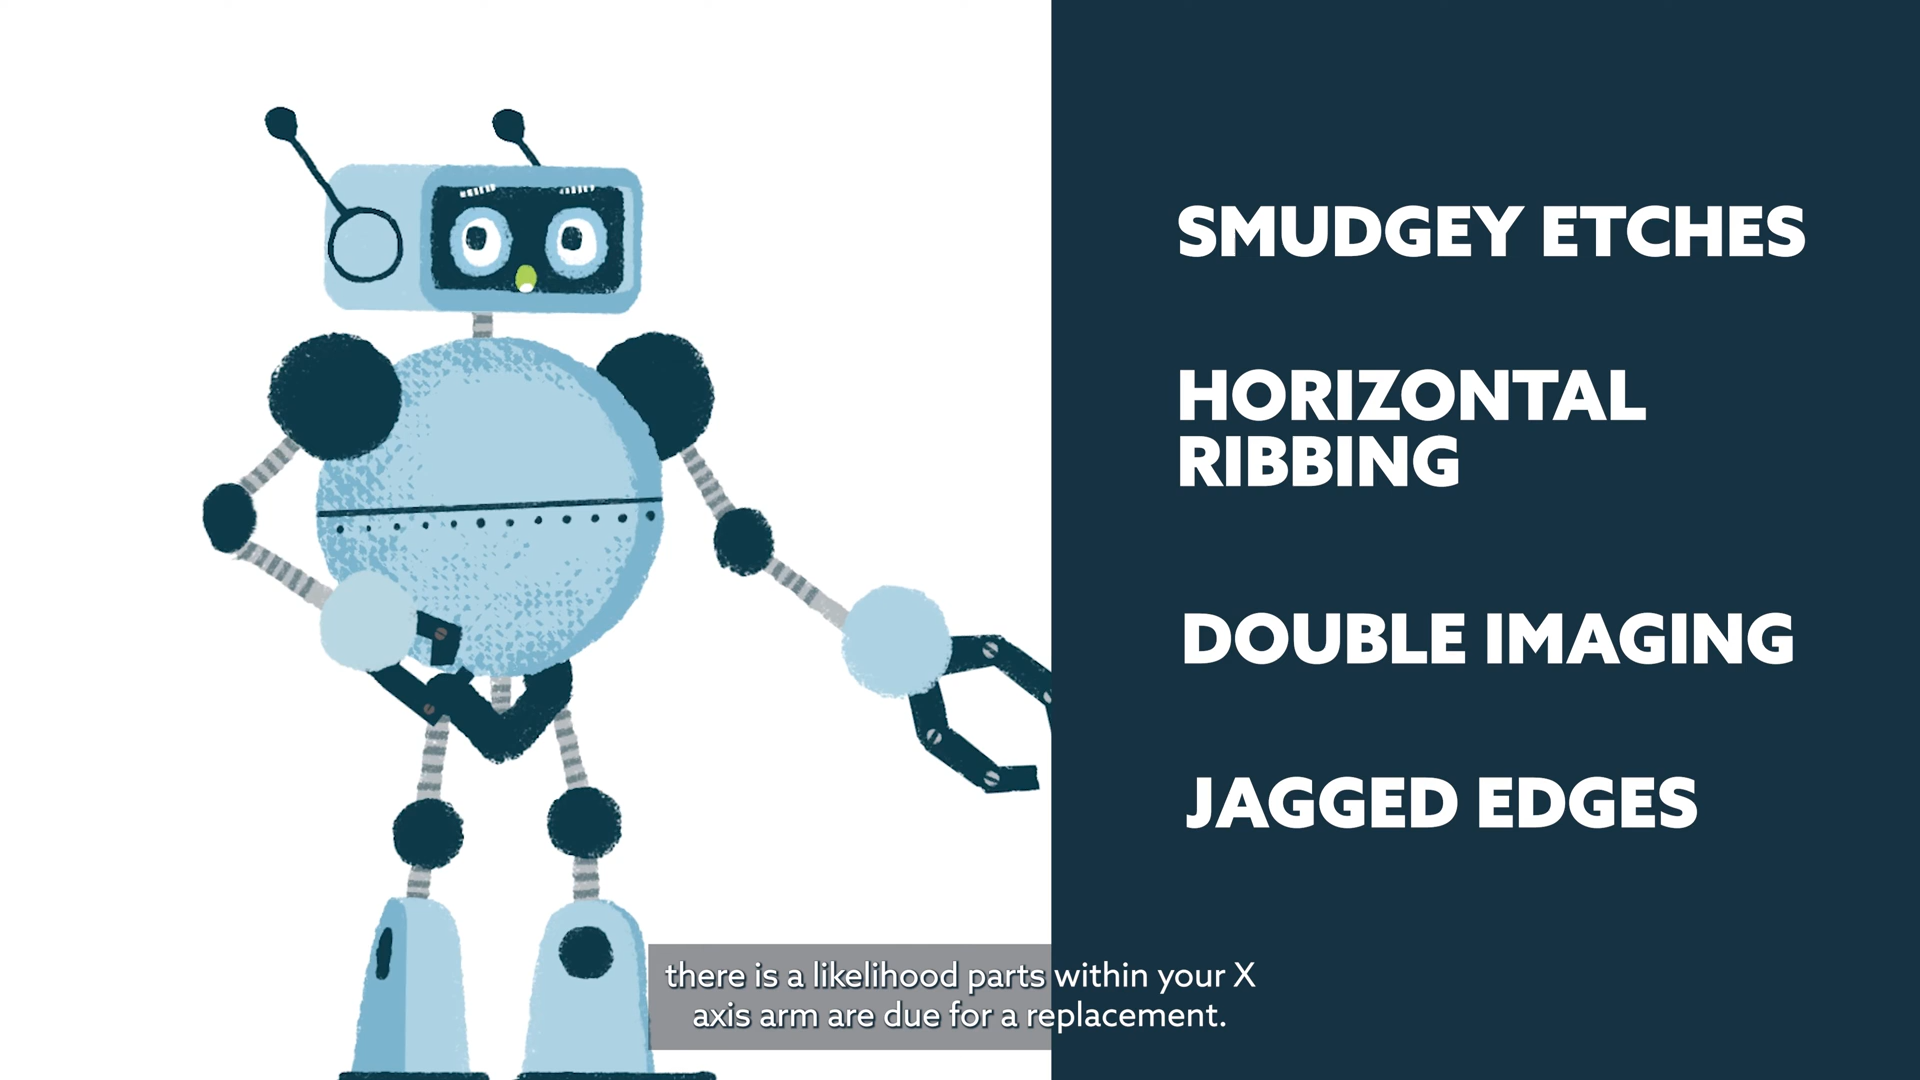 SMUDGEY ETCHES
HORIZONTAL
RIBBING
DOUBLE IMAGING
JAGGED EDGES
there is a likelihood parts within your X
axis arm are due for a replacement.